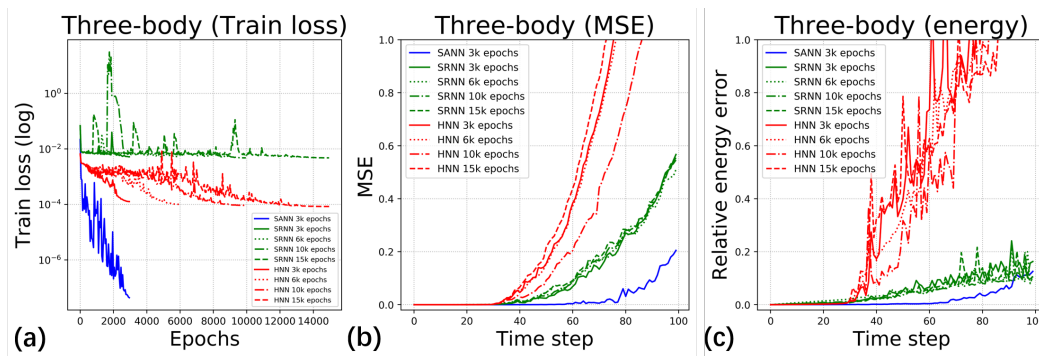 Three-body (Train loss)
Train loss (log)
10⁰
10⁻²
10⁻⁴
10⁻⁶
SANN 3k epochs
SRNN 3k epochs
SRNN 6k epochs
SRNN 10k epochs
SRNN 15k epochs
HNN 3k epochs
HNN 6k epochs
HNN 10k epochs
HNN 15k epochs
0 2000 4000 6000 8000 10000 12000 14000
Epochs
(a)
Three-body (MSE)
MSE
1.0
0.8
0.6
0.4
0.2
0.0
SANN 3k epochs
SRNN 3k epochs
SRNN 6k epochs
SRNN 10k epochs
SRNN 15k epochs
HNN 3k epochs
HNN 6k epochs
HNN 10k epochs
HNN 15k epochs
0 20 40 60 80 100
Time step
(b)
Three-body (energy)
Relative energy error
1.0
0.8
0.6
0.4
0.2
0.0
SANN 3k epochs
SRNN 3k epochs
SRNN 6k epochs
SRNN 10k epochs
SRNN 15k epochs
HNN 3k epochs
HNN 6k epochs
HNN 10k epochs
HNN 15k epochs
0 20 40 60 80
Time step
(c)